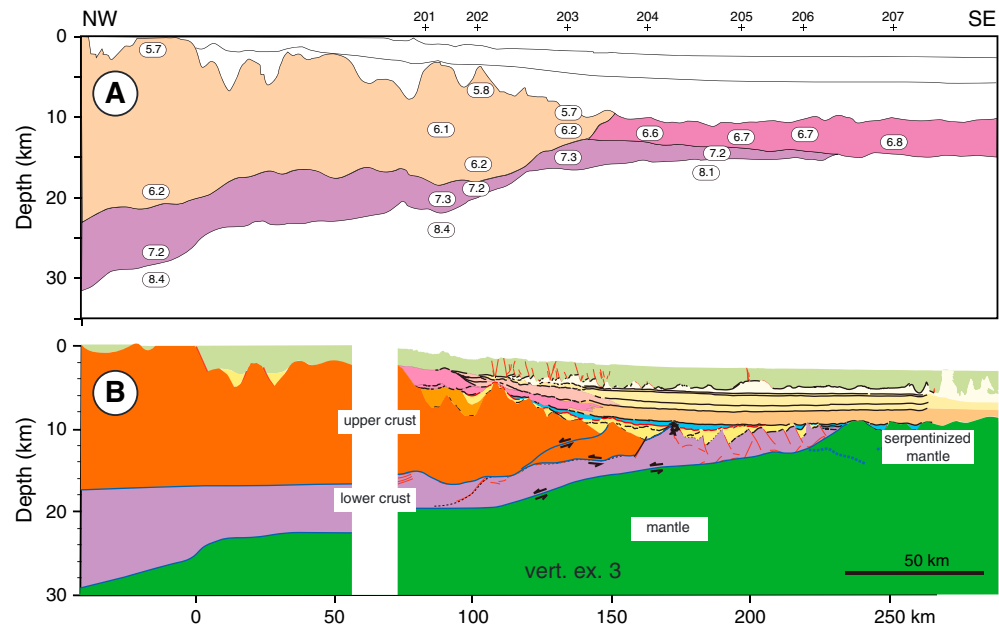 NW 201 202 203 204 205 206 207 SE
0
10
20
30
Depth (km)
A
5.7
5.8
5.7
6.1
6.2
6.6
6.7
6.7
6.8
6.2
7.3
7.2
8.1
6.2
7.2
7.3
8.4
7.2
8.4
0
10
20
30
Depth (km)
B
upper crust
lower crust
serpentinized
mantle
mantle
vert. ex. 3
50 km
0 50 100 150 200 250 km